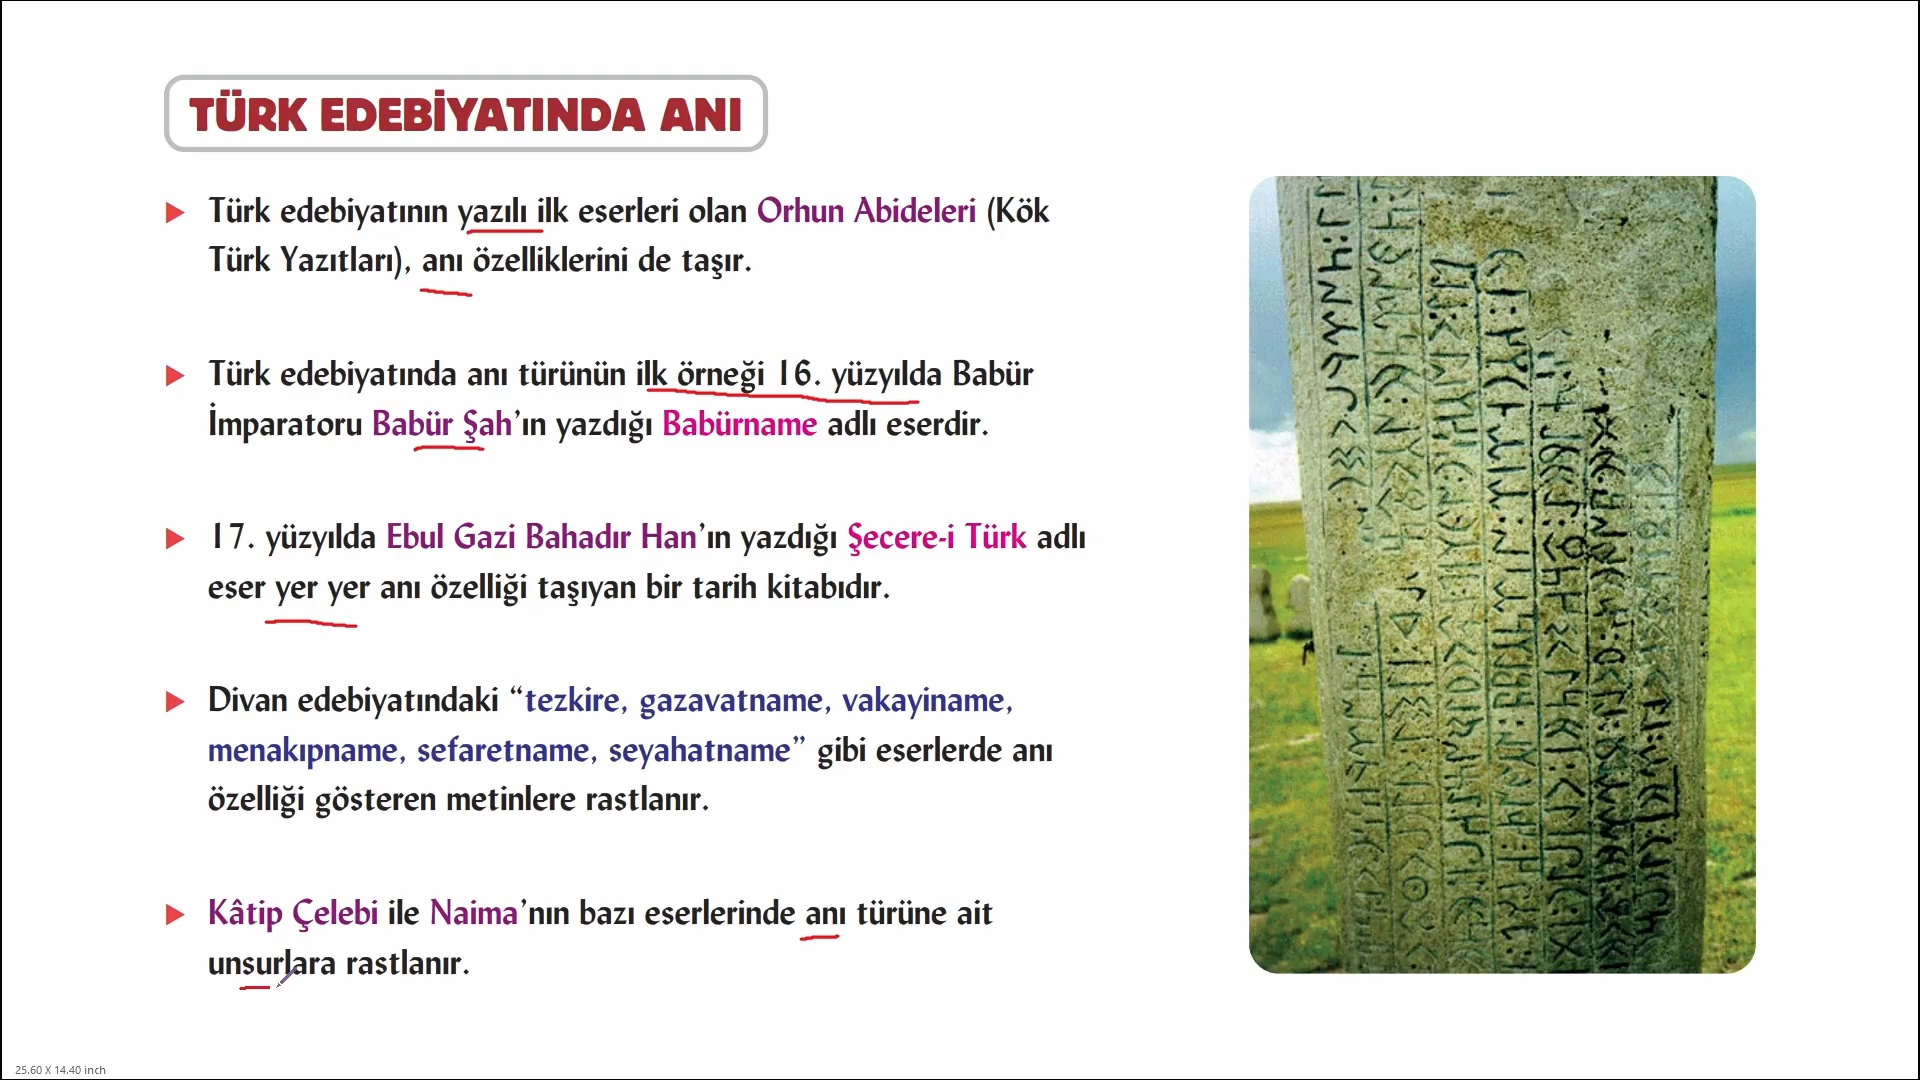 TÜRK EDEBİYATINDA ANI
Türk edebiyatının yazılı ilk eserleri olan Orhun Abideleri (Kök
Türk Yazıtları), anı özelliklerini de taşır.
Türk edebiyatında anı türünün ilk örneği 16. yüzyılda Babür
İmparatoru Babür Şah’ın yazdığı Babürname adlı eserdir.
17. yüzyılda Ebul Gazi Bahadır Han’ın yazdığı Şecere-i Türk adlı
eser yer yer anı özelliği taşıyan bir tarih kitabıdır.
Divan edebiyatındaki “tezkire, gazavatname, vakayiname,
menakıpname, sefaretname, seyahatname” gibi eserlerde anı
özelliği gösteren metinlere rastlanır.
Kâtip Çelebi ile Naima’nın bazı eserlerinde anı türüne ait
unsurlara rastlanır.
25.60 X 14.40 inch